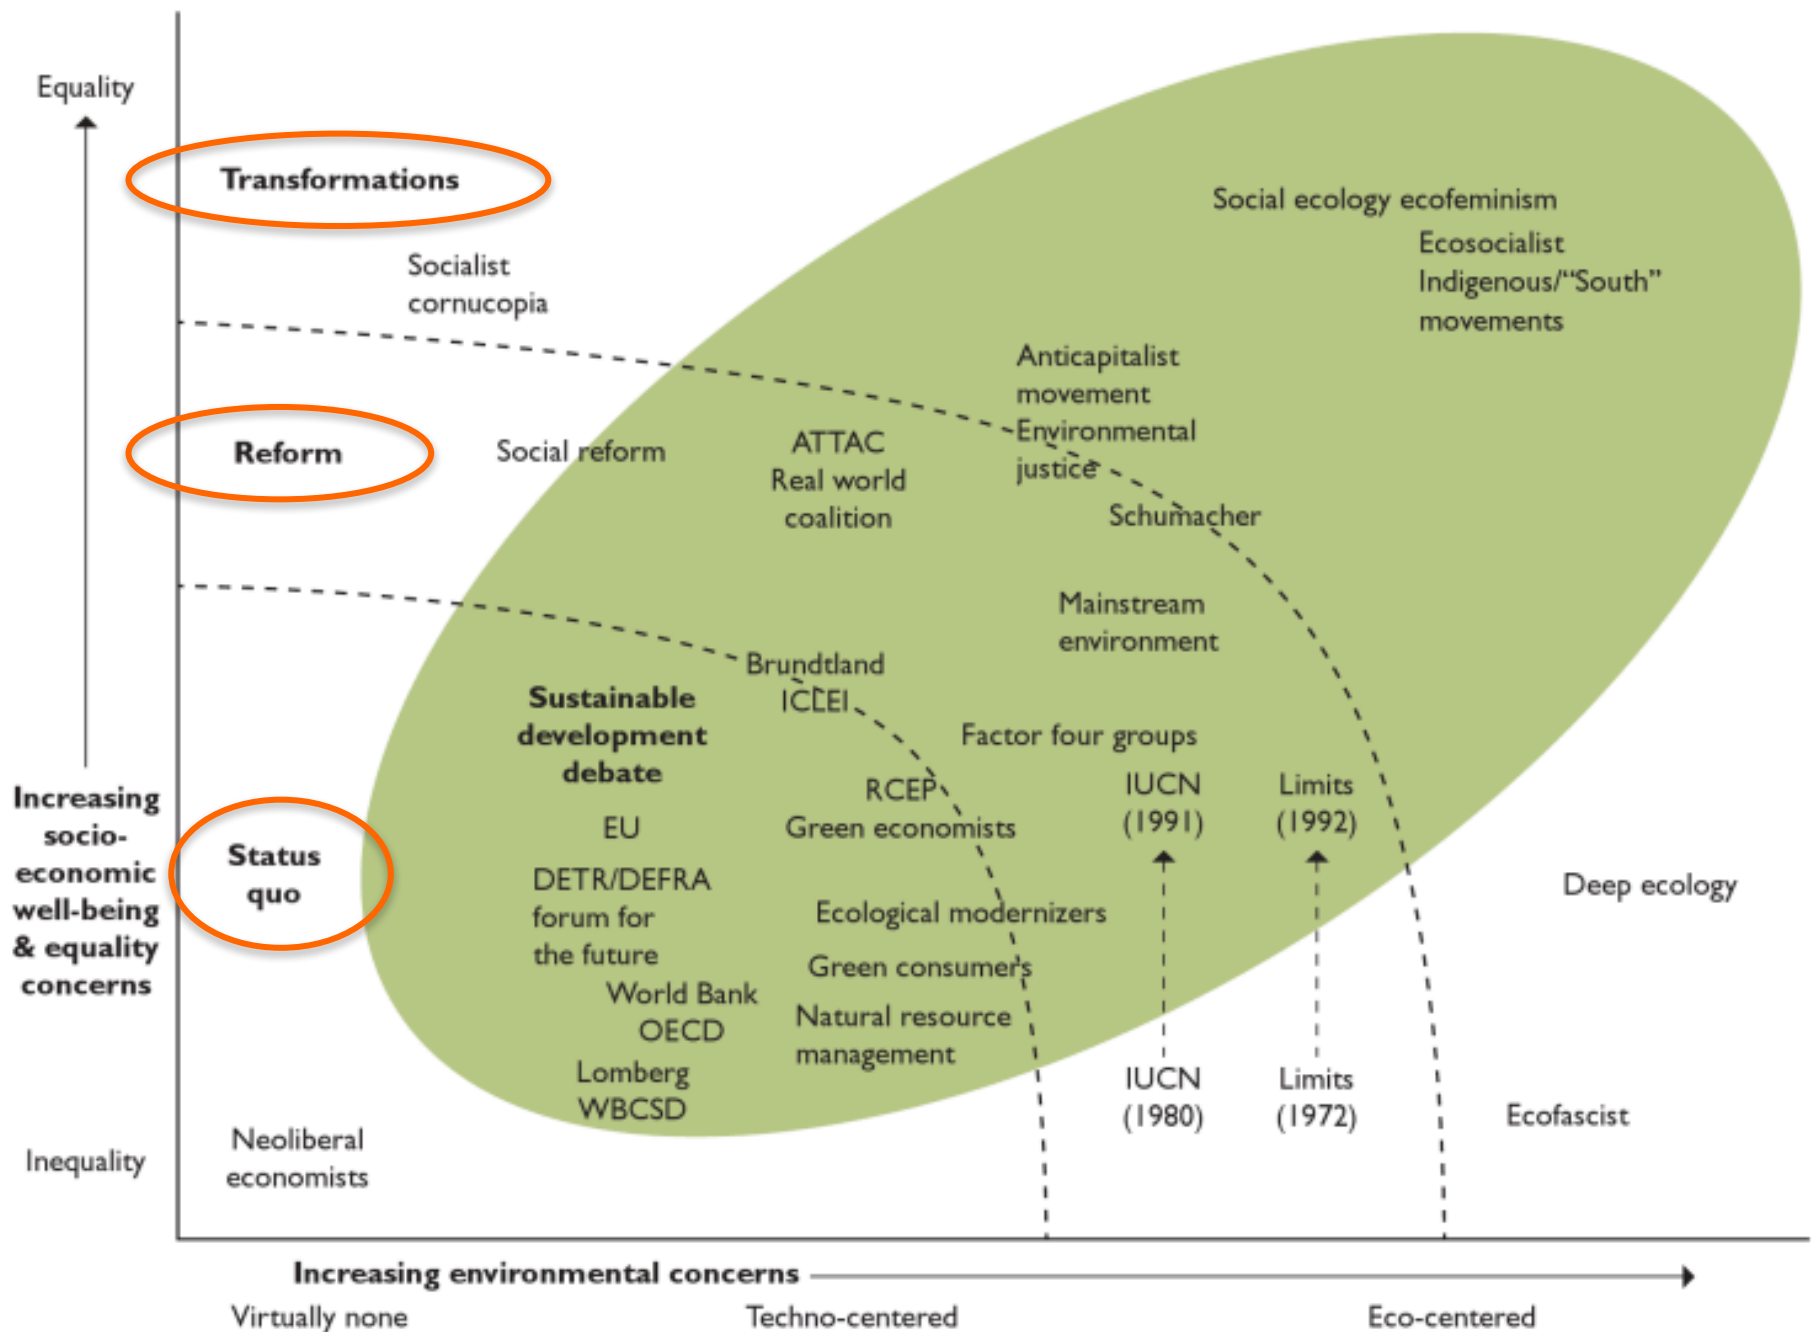 Equality
Transformations
Social ecology ecofeminism
Ecosocialist
Indigenous/“South”
movements
Socialist
cornucopia
Anticapitalist
movement
Environmental
justice
Reform
Social reform
ATTAC
Real world
coalition
Schumacher
Mainstream
environment
Brundtland
ICLEI
Sustainable
development
debate
Factor four groups
RCEP
Green economists
IUCN
(1991)
Limits
(1992)
Increasing
socio-
economic
well-being
& equality
concerns
Status
quo
EU
DETR/DEFRA
forum for
the future
Ecological modernizers
Deep ecology
Green consumers
World Bank
OECD
Natural resource
management
Lomberg
WBCSD
IUCN
(1980)
Limits
(1972)
Ecofascist
Inequality
Neoliberal
economists
Increasing environmental concerns
Virtually none
Techno-centered
Eco-centered